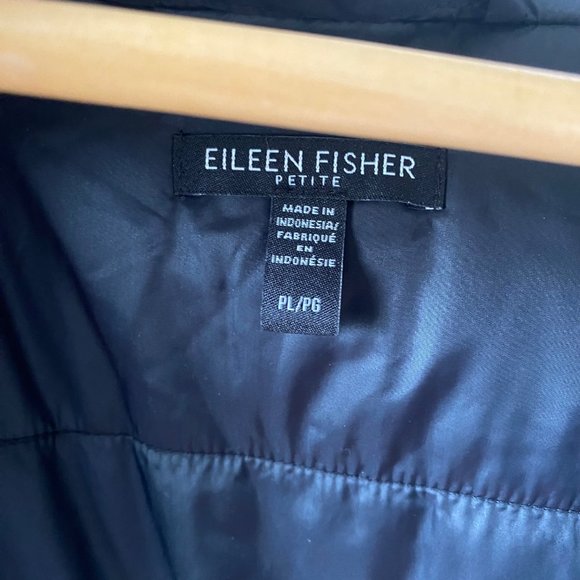 EILEEN FISHER
PETITE
MADE IN
INDONESIA/
FABRIQUÉ
EN
INDONÉSIE
PL/PG